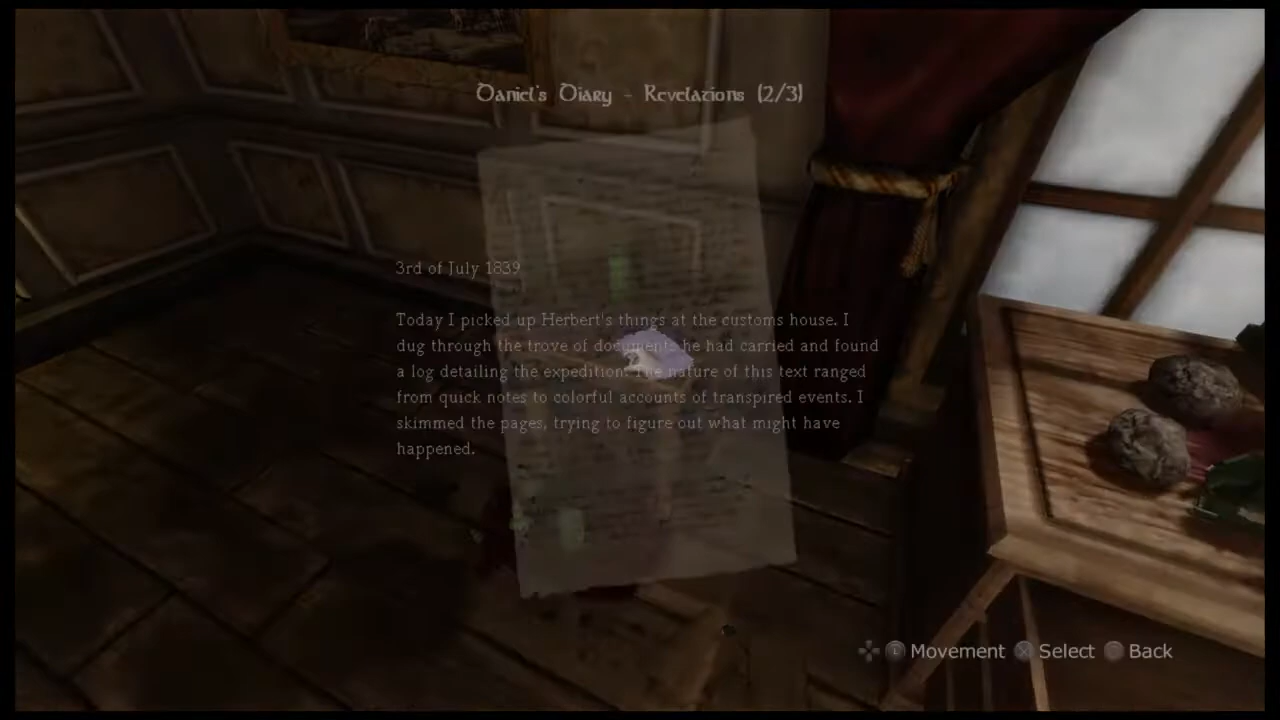 Daniel's Diary - Revelations (2/3)
3rd of July 1839
Today I picked up Herbert's things at the customs house. I
dug through the trove of documents he had carried and found
a log detailing the expedition. The nature of this text ranged
from quick notes to colorful accounts of transpired events. I
skimmed the pages, trying to figure out what might have
happened.
Movement Select Back